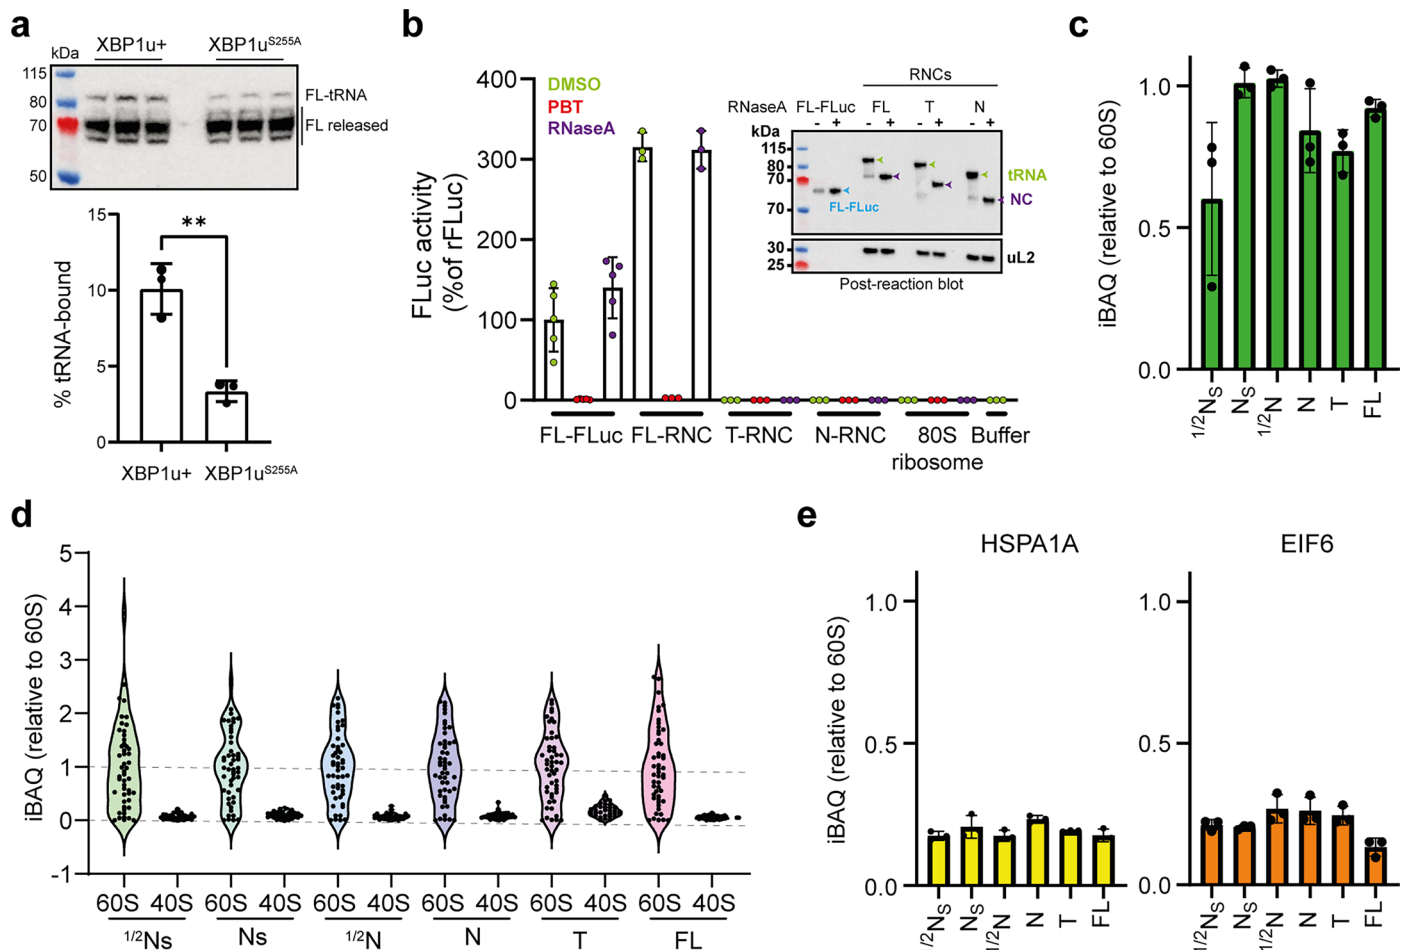 a
XBP1u+ XBP1uS255A
kDa
115
80
70
50
FL-tRNA
FL released
15
10
5
0
% tRNA-bound
**
XBP1u+ XBP1uS255A
b
400
300
200
100
0
FLuc activity
(%of rFLuc)
DMSO
PBT
RNaseA
RNCs
RNaseA FL-FLuc FL T N
- + - + - + - +
kDa
115
80
70
70
tRNA
NC
FL-FLuc
30
25
uL2
Post-reaction blot
FL-FLuc FL-RNC T-RNC N-RNC 80S Buffer
ribosome
c
iBAQ (relative to 60S)
1.0
0.5
0.0
1/2NS NS 1/2N N T FL
d
iBAQ (relative to 60S)
5
4
3
2
1
0
-1
60S 40S 60S 40S 60S 40S 60S 40S 60S 40S 60S 40S
1/2Ns Ns 1/2N N T FL
e
HSPA1A
iBAQ (relative to 60S)
1.0
0.5
0.0
/2NS NS 1/2N N T FL
EIF6
1.0
0.5
0.0
1/2NS NS 1/2N N T FL